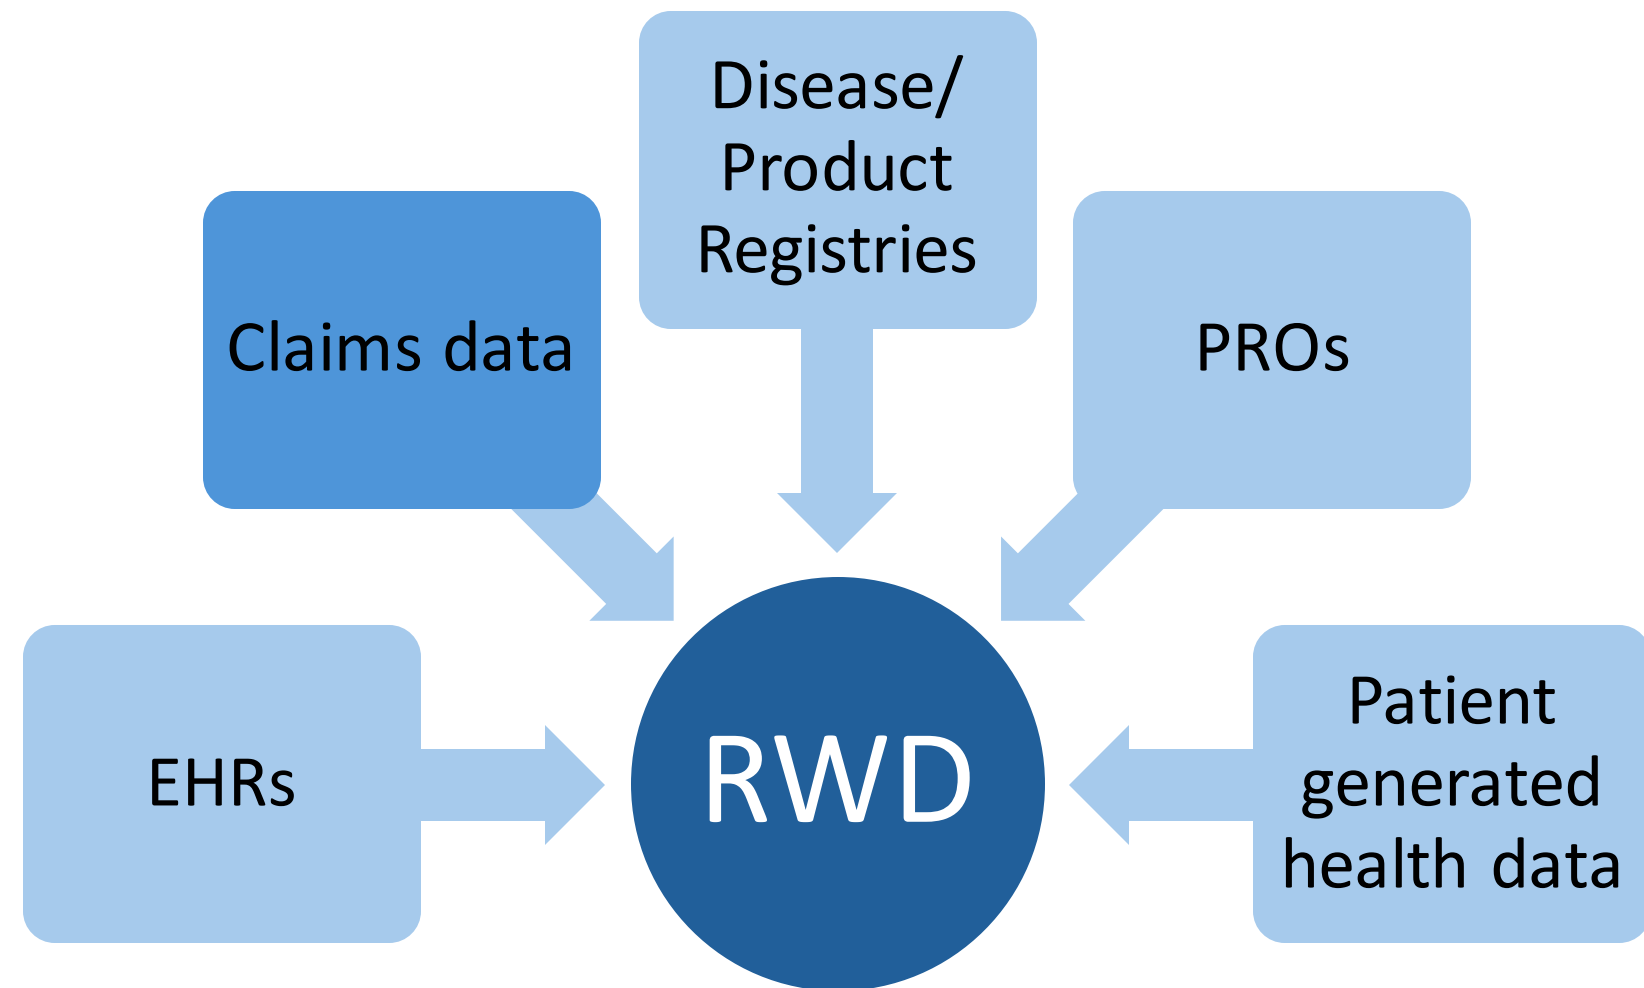 Disease/
Product
Registries
Claims data
PROs
EHRs
RWD
Patient
generated
health data